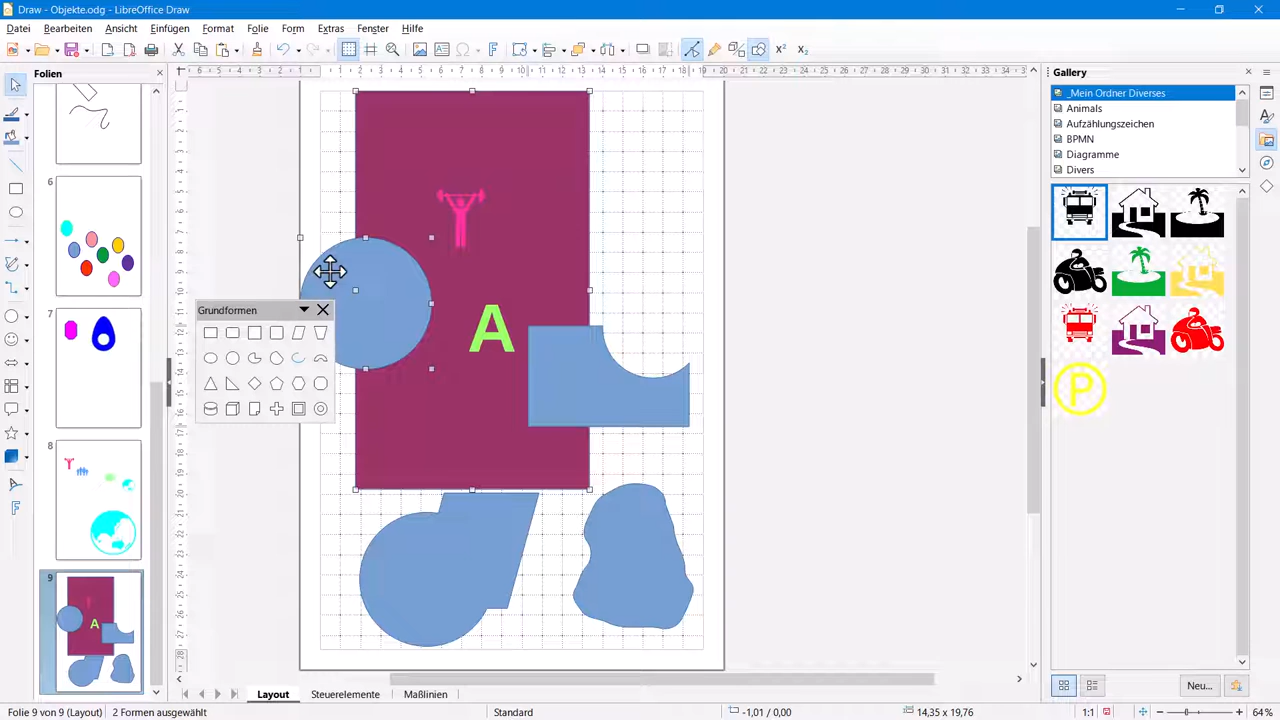 Draw - Objekte.odg - LibreOffice Draw
Datei Bearbeiten Ansicht Einfügen Format Folie Form Extras Fenster Hilfe
Folien
6
7
8
9
Grundformen
A
Gallery
_Mein Ordner Diverses
Animals
Aufzählungszeichen
BPMN
Diagramme
Divers
P
Neu...
Layout Steuerelemente Maßlinien
Folie 9 von 9 (Layout) 2 Formen ausgewählt Standard -1,01 / 0,00 14,35 x 19,76 1:1 64 %